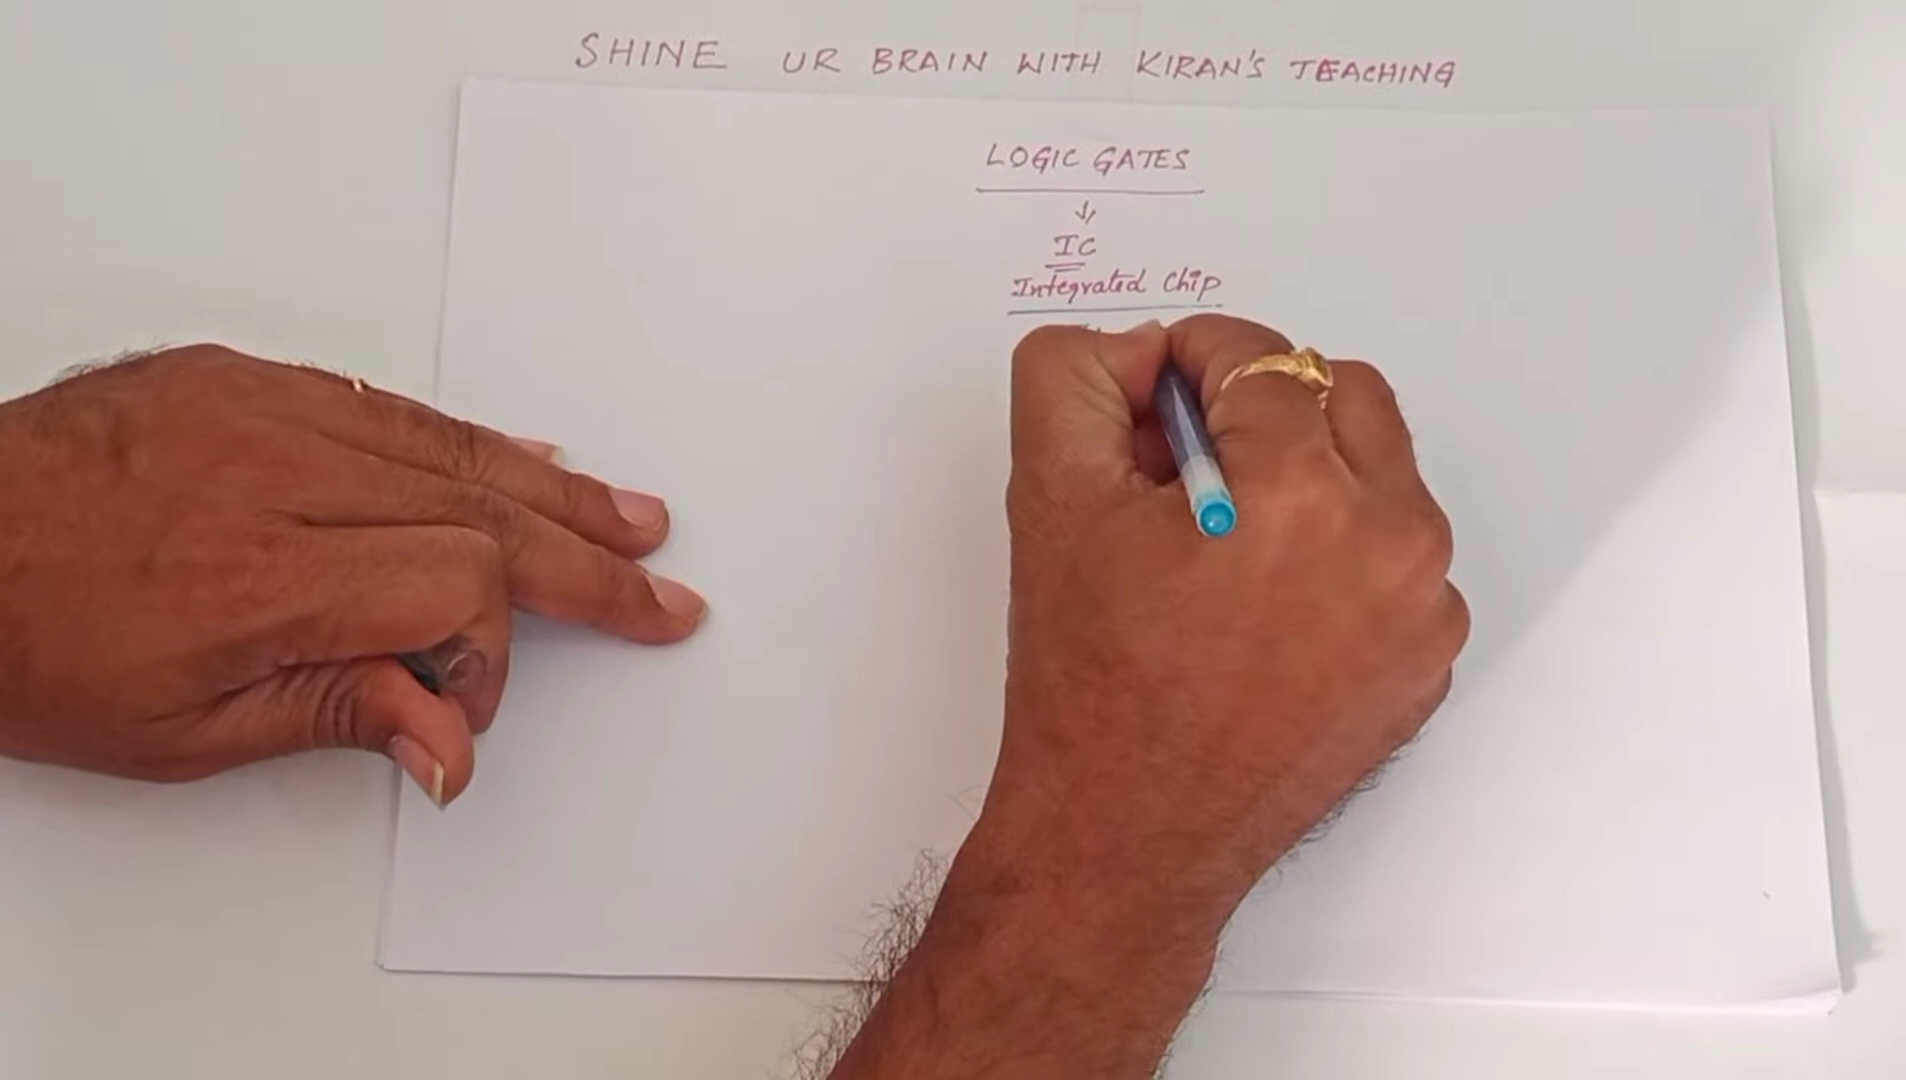 SHINE UR BRAIN WITH KIRAN'S TEACHING
LOGIC GATES
IC
Integrated Chip